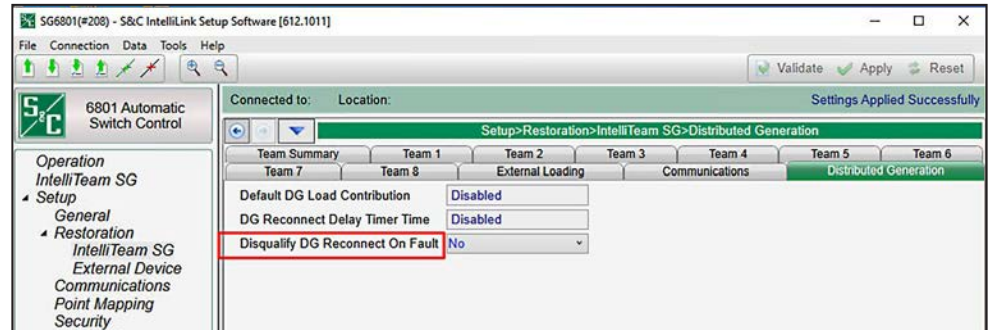 SG6801(#208) - S&C IntelliLink Setup Software [612.1011]
File Connection Data Tools Help
Validate Apply Reset
S&C
6801 Automatic
Switch Control
Connected to: Location: Settings Applied Successfully
Setup>Restoration>IntelliTeam SG>Distributed Generation
Team Summary Team 1 Team 2 Team 3 Team 4 Team 5 Team 6
Team 7 Team 8 External Loading Communications Distributed Generation
Operation
IntelliTeam SG
Setup
General
Restoration
IntelliTeam SG
External Device
Communications
Point Mapping
Security
Default DG Load Contribution Disabled
DG Reconnect Delay Timer Time Disabled
Disqualify DG Reconnect On Fault No